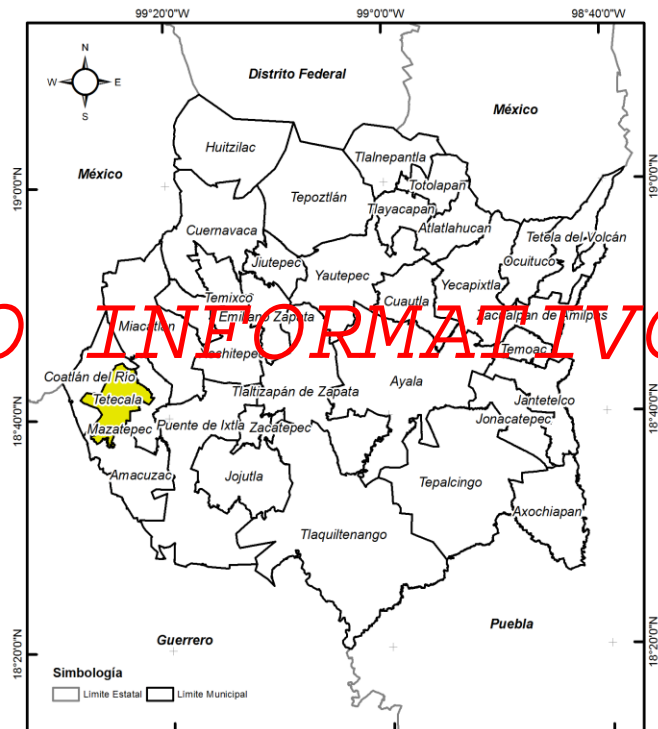 99°20'0"W 99°0'0"W 98°40'0"W
N
W E
S
Distrito Federal
México
Huitzilac
Tlalnepantla
México
19°00'N
19°00'N
Totolapan
Tepoztlán
Tlayacapan
Atlatlahucan
Cuernavaca
Tetela del Volcán
Jiutepec
Ocuituco
Yautepec
Yecapixtla
Temixco
Cuautla
Emiliano Zapata
Zacualpan de Amilpas
Miacatlán
O INFORMATIVO
Xochitepec
Temoac
Coatlán del Río
Ayala
Tetecala
Tlaltizapán de Zapata
Jantetelco
18°40'0"N
18°40'0"N
Mazatepec
Puente de Ixtla
Zacatepec
Jonacatepec
Amacuzac
Jojutla
Tepalcingo
Axochiapan
Tlaquiltenango
Puebla
Guerrero
18°20'0"N
18°20'0"N
Simbología
Límite Estatal Límite Municipal